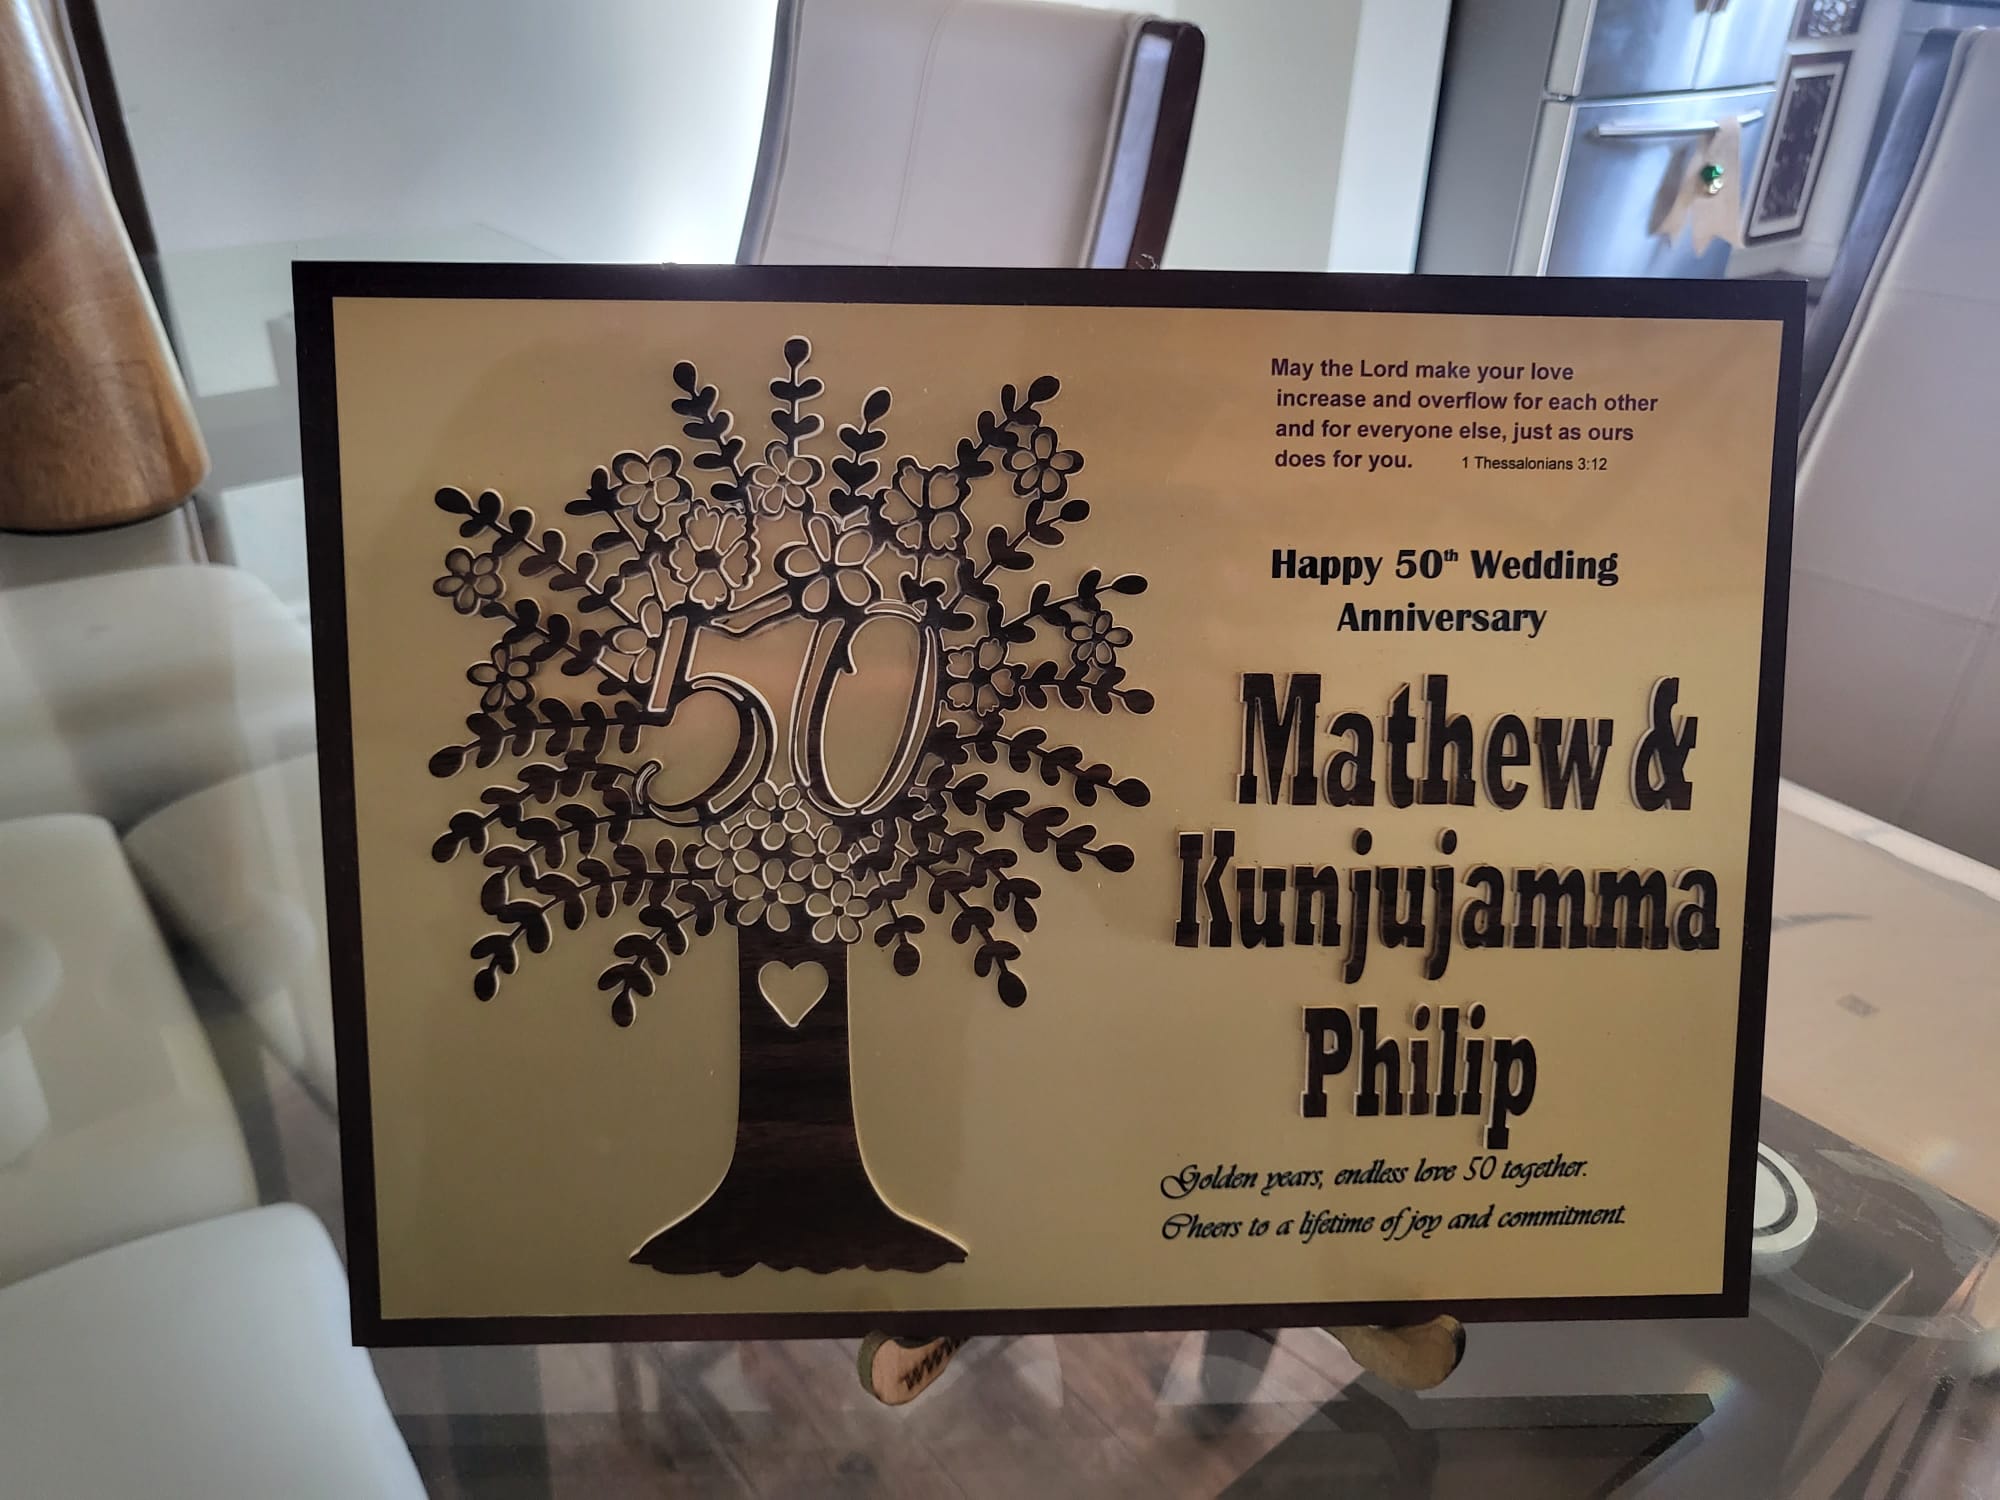 May the Lord make your love
increase and overflow for each other
and for everyone else, just as ours
does for you. 1 Thessalonians 3:12
50
Happy 50th Wedding
Anniversary
Mathew &
Kunjujamma
Philip
Golden years, endless love 50 together.
Cheers to a lifetime of joy and commitment.